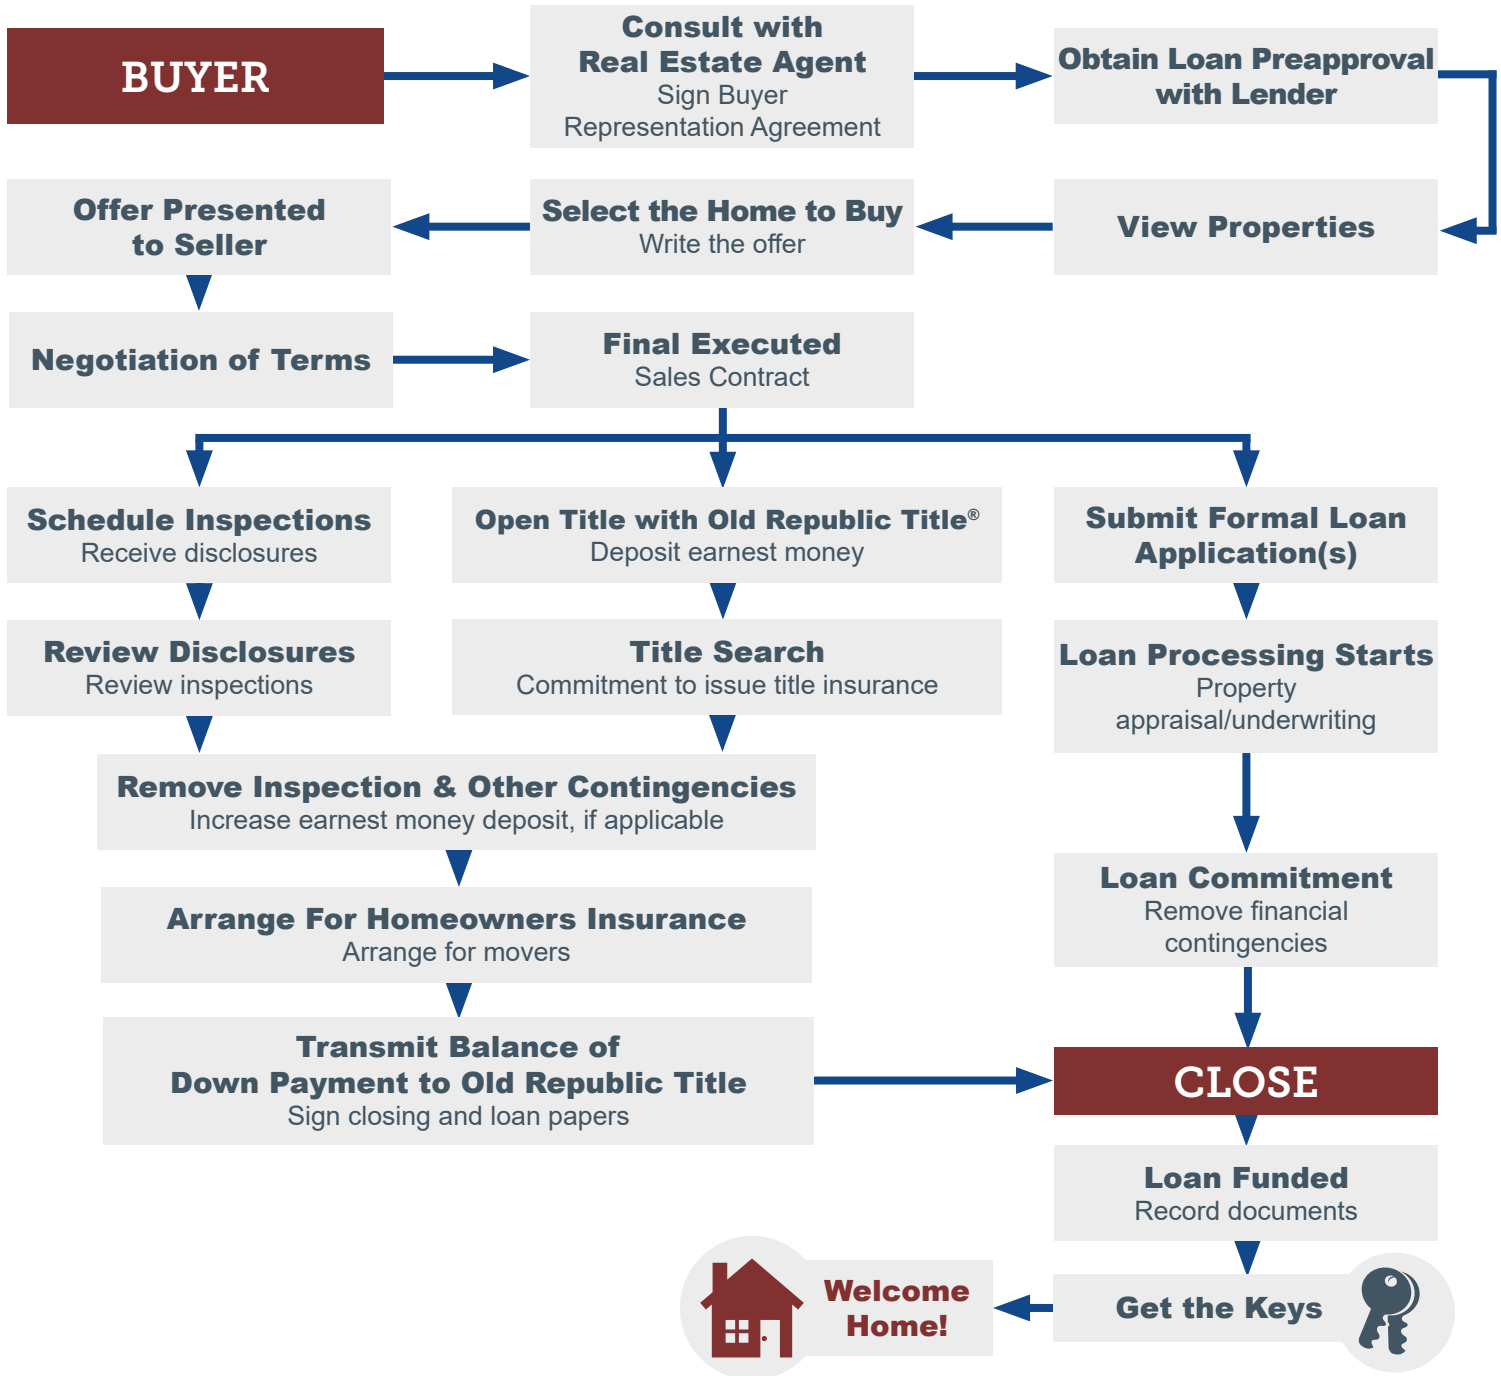 BUYER
Consult with
Real Estate Agent
Sign Buyer
Representation Agreement
Obtain Loan Preapproval
with Lender
View Properties
Select the Home to Buy
Write the offer
Offer Presented
to Seller
Negotiation of Terms
Final Executed
Sales Contract
Schedule Inspections
Receive disclosures
Open Title with Old Republic Title®
Deposit earnest money
Submit Formal Loan
Application(s)
Review Disclosures
Review inspections
Title Search
Commitment to issue title insurance
Loan Processing Starts
Property
appraisal/underwriting
Remove Inspection & Other Contingencies
Increase earnest money deposit, if applicable
Loan Commitment
Remove financial
contingencies
Arrange For Homeowners Insurance
Arrange for movers
Transmit Balance of
Down Payment to Old Republic Title
Sign closing and loan papers
CLOSE
Loan Funded
Record documents
Get the Keys
Welcome
Home!